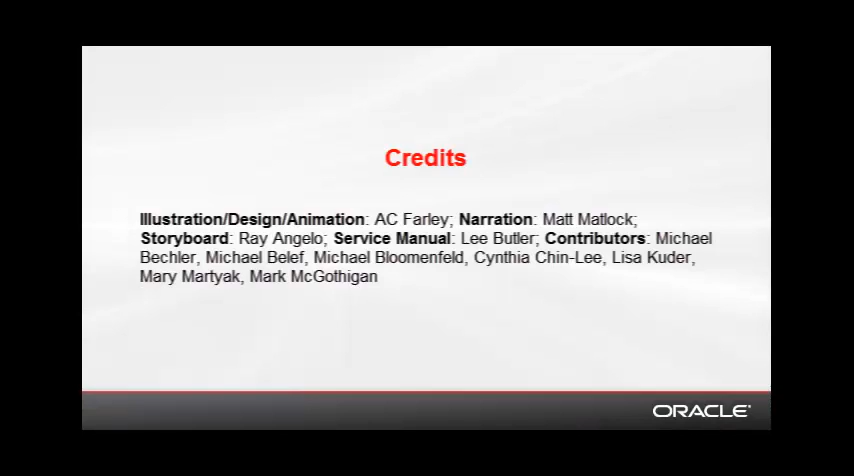 Credits
Illustration/Design/Animation: AC Farley; Narration: Matt Matlock;
Storyboard: Ray Angelo; Service Manual: Lee Butler; Contributors: Michael
Bechler, Michael Belef, Michael Bloomenfeld, Cynthia Chin-Lee, Lisa Kuder,
Mary Martyak, Mark McGothigan
ORACLE